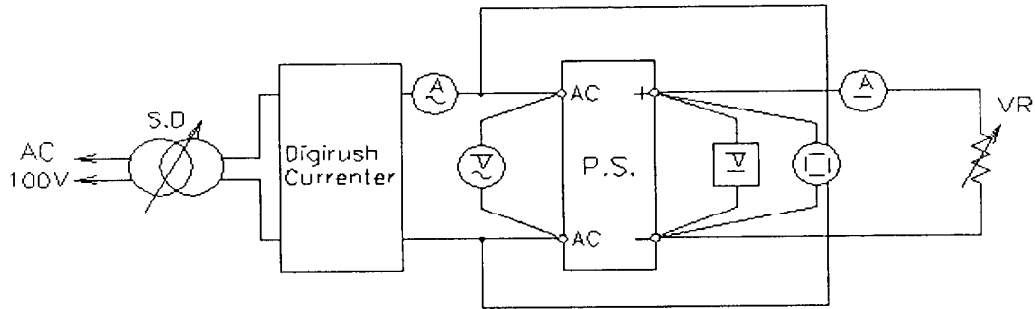 S.D
AC
100V
Digirush
Currenter
A
V
AC
AC
P.S.
+
−
V
A
VR